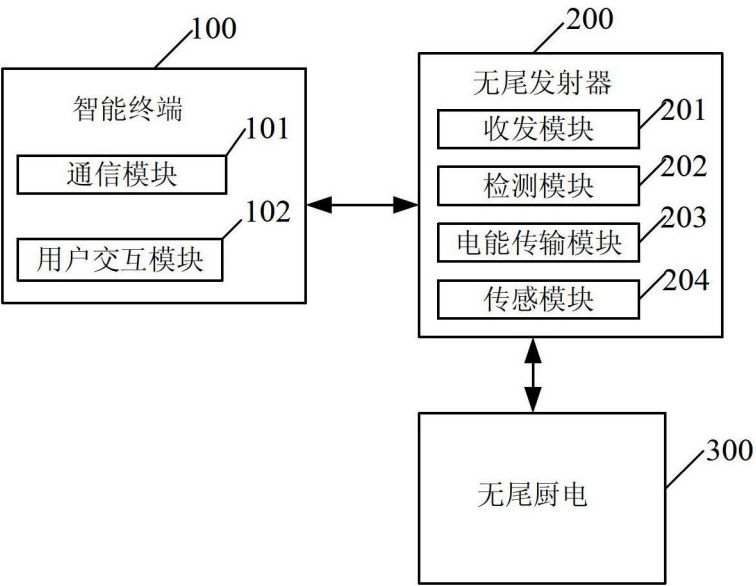 100
智能终端
101
通信模块
102
用户交互模块
200
无尾发射器
201
收发模块
202
检测模块
203
电能传输模块
204
传感模块
300
无尾厨电